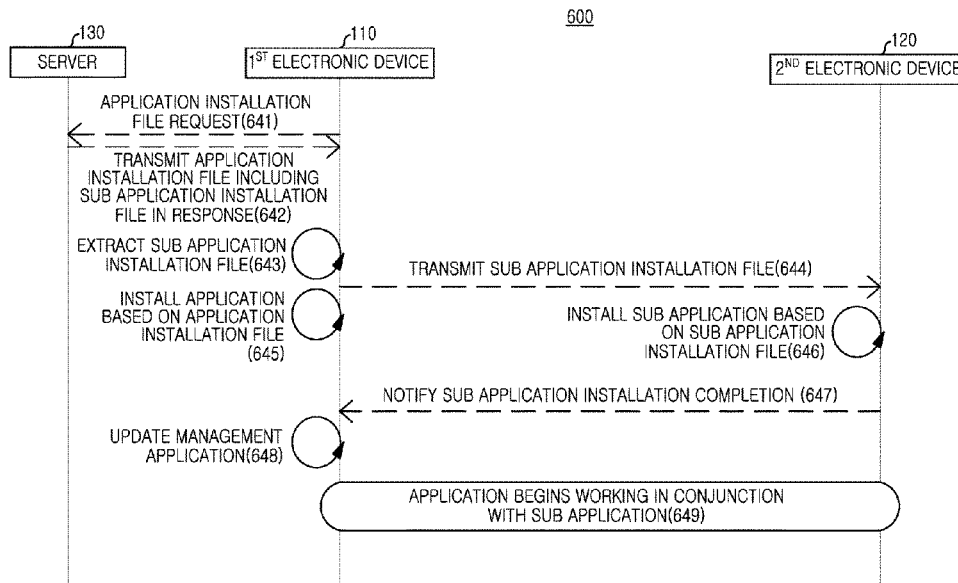 600
130
110
120
SERVER
1ST ELECTRONIC DEVICE
2ND ELECTRONIC DEVICE
APPLICATION INSTALLATION
FILE REQUEST(641)
TRANSMIT APPLICATION
INSTALLATION FILE INCLUDING
SUB APPLICATION INSTALLATION
FILE IN RESPONSE(642)
EXTRACT SUB APPLICATION
INSTALLATION FILE(643)
TRANSMIT SUB APPLICATION INSTALLATION FILE(644)
INSTALL APPLICATION
BASED ON APPLICATION
INSTALLATION FILE
(645)
INSTALL SUB APPLICATION BASED
ON SUB APPLICATION
INSTALLATION FILE(646)
NOTIFY SUB APPLICATION INSTALLATION COMPLETION (647)
UPDATE MANAGEMENT
APPLICATION(648)
APPLICATION BEGINS WORKING IN CONJUNCTION
WITH SUB APPLICATION(649)